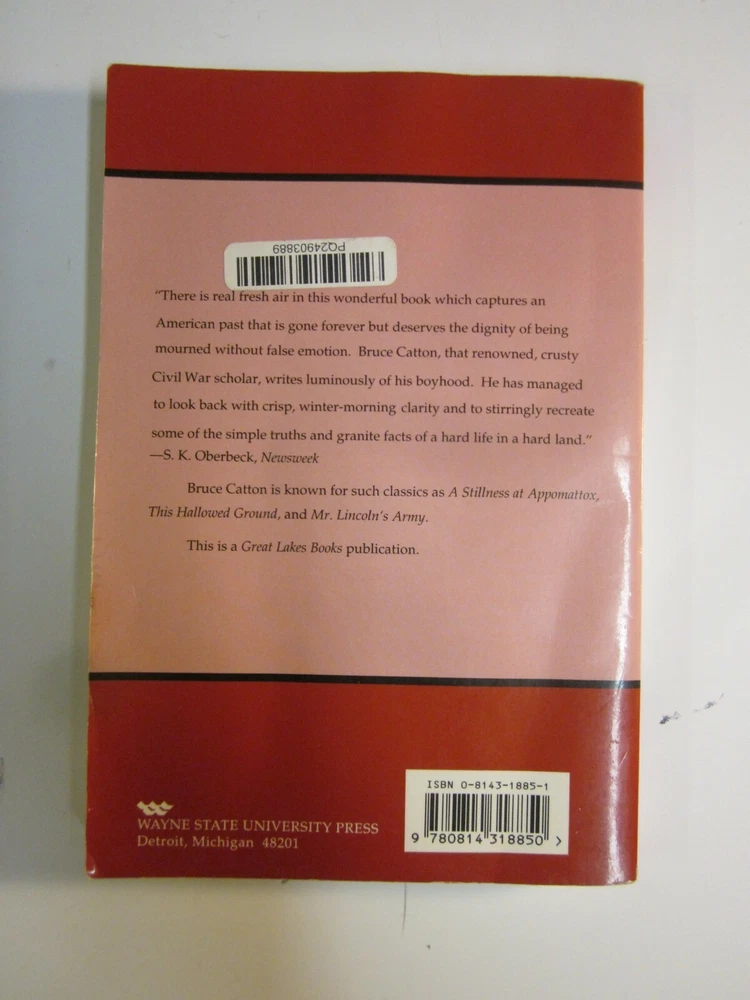 PQ24903889
“There is real fresh air in this wonderful book which captures an
American past that is gone forever but deserves the dignity of being
mourned without false emotion. Bruce Catton, that renowned, crusty
Civil War scholar, writes luminously of his boyhood. He has managed
to look back with crisp, winter-morning clarity and to stirringly recreate
some of the simple truths and granite facts of a hard life in a hard land.”
—S. K. Oberbeck, Newsweek
Bruce Catton is known for such classics as A Stillness at Appomattox,
This Hallowed Ground, and Mr. Lincoln's Army.
This is a Great Lakes Books publication.
WAYNE STATE UNIVERSITY PRESS
Detroit, Michigan 48201
ISBN 0-8143-1885-1
9 780814 318850 >